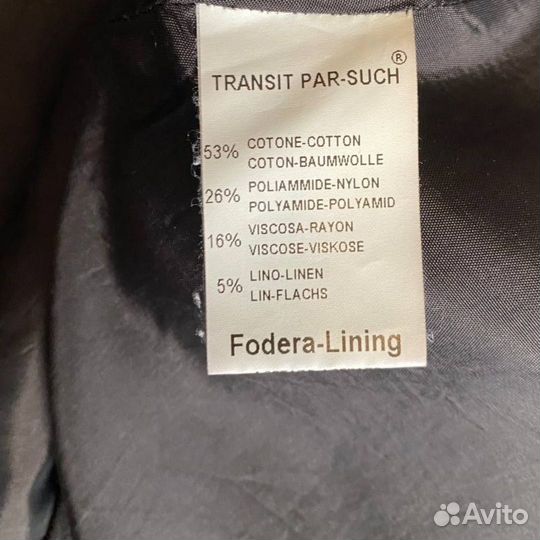 TRANSIT PAR-SUCH®
53% COTONE-COTTON
COTON-BAUMWOLLE
26% POLIAMMIDE-NYLON
POLYAMIDE-POLYAMID
16% VISCOSA-RAYON
VISCOSE-VISKOSE
5% LINO-LINEN
LIN-FLACHS
Fodera-Lining
Avito